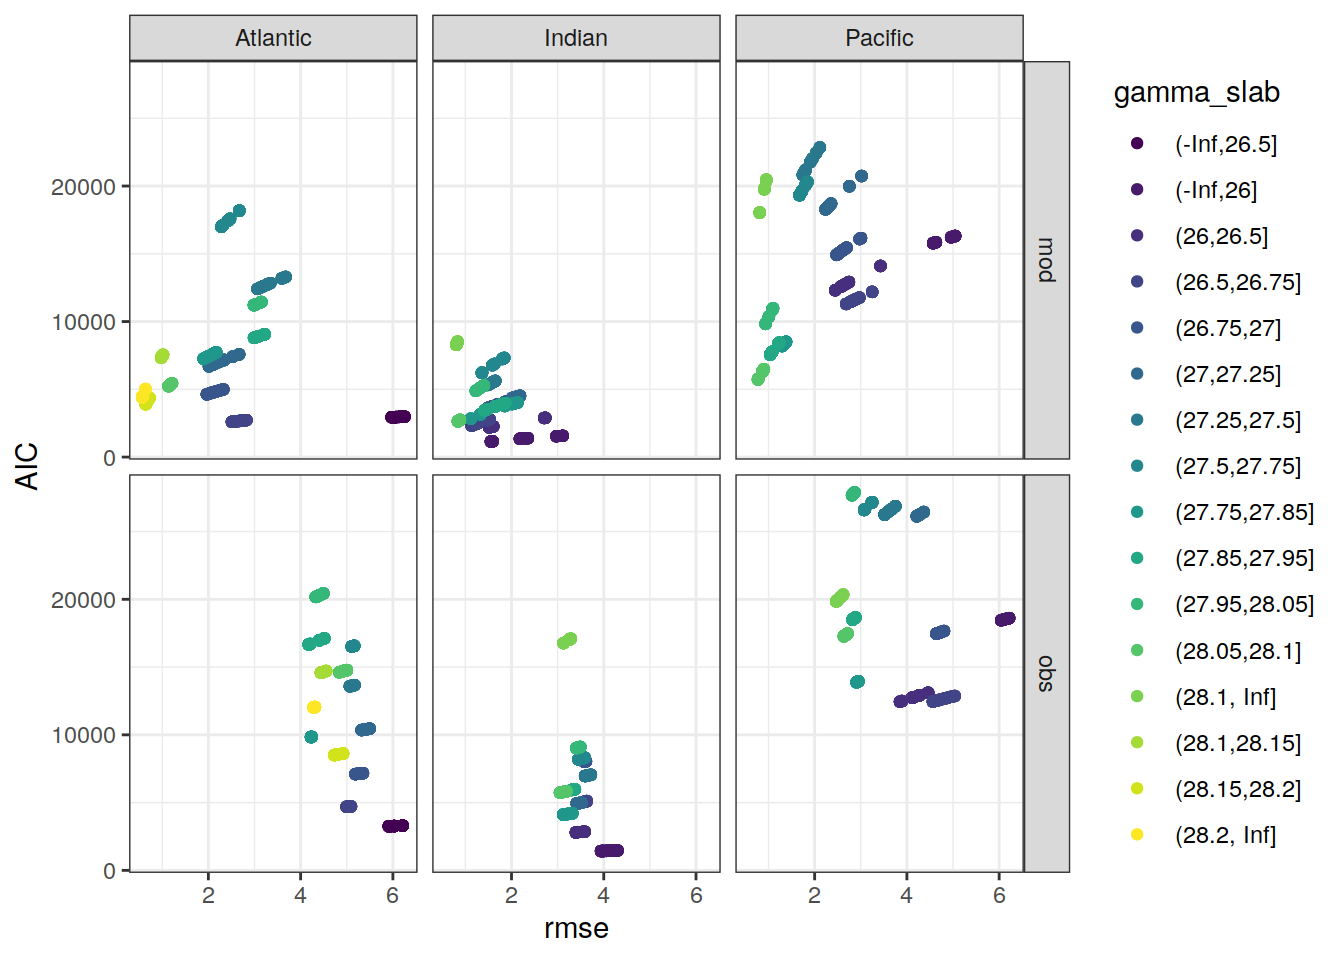 Atlantic
Indian
Pacific
mod
obs
AIC
20000
10000
0
20000
10000
0
2
4
6
2
4
6
2
4
6
rmse
gamma_slab
(-Inf,26.5]
(-Inf,26]
(26,26.5]
(26.5,26.75]
(26.75,27]
(27,27.25]
(27.25,27.5]
(27.5,27.75]
(27.75,27.85]
(27.85,27.95]
(27.95,28.05]
(28.05,28.1]
(28.1, Inf]
(28.1,28.15]
(28.15,28.2]
(28.2, Inf]